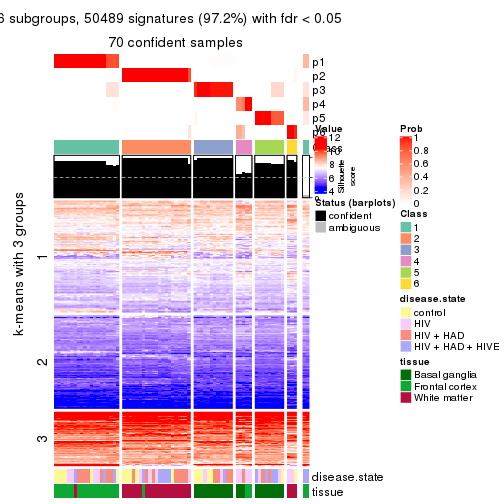 6 subgroups, 50489 signatures (97.2%) with fdr < 0.05
70 confident samples
p1
p2
p3
p4
p5
p6
Class
Silhouette
score
k-means with 3 groups
1
2
3
disease.state
tissue
Value
12
10
8
6
4
Status (barplots)
confident
ambiguous
Prob
1
0.8
0.6
0.4
0.2
0
Class
1
2
3
4
5
6
disease.state
control
HIV
HIV + HAD
HIV + HAD + HIVE
tissue
Basal ganglia
Frontal cortex
White matter